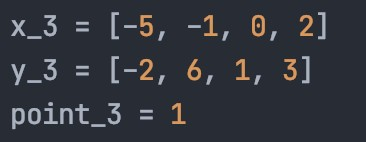 x_3 = [-5, -1, 0, 2]
y_3 = [-2, 6, 1, 3]
point_3 = 1